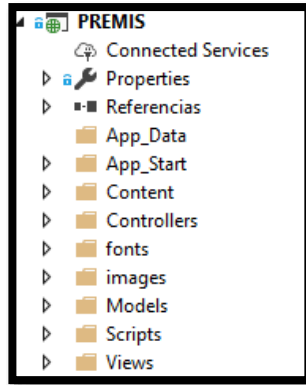 PREMIS
Connected Services
Properties
Referencias
App_Data
App_Start
Content
Controllers
fonts
images
Models
Scripts
Views